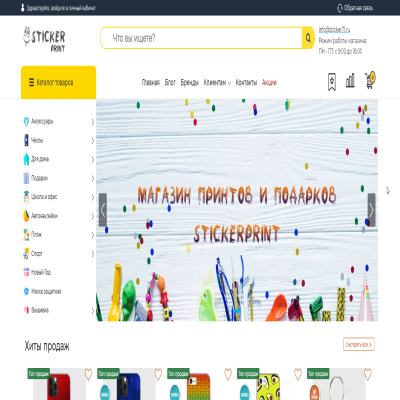 Здравствуйте, войдите в личный кабинет
Обратная связь
STICKER
PRINT
Что вы ищете?
info@sticker71.ru
Режим работы магазина:
ПН - ПТ: с 9:00 до 18:00
Каталог товаров
Главная
Блог
Бренды
Клиентам
Контакты
Акции
0
Аксессуары
Чехлы
Для дома
Подарки
Школа и офис
Автонаклейки
Пляж
Спорт
Новый Год
Маска защитная
Вышивка
МАГАЗИН ПРИНТОВ И ПОДАРКОВ
STICKERPRINT
Хиты продаж
Смотреть все
Топ продаж
Топ продаж
Топ продаж
Топ продаж
Топ продаж